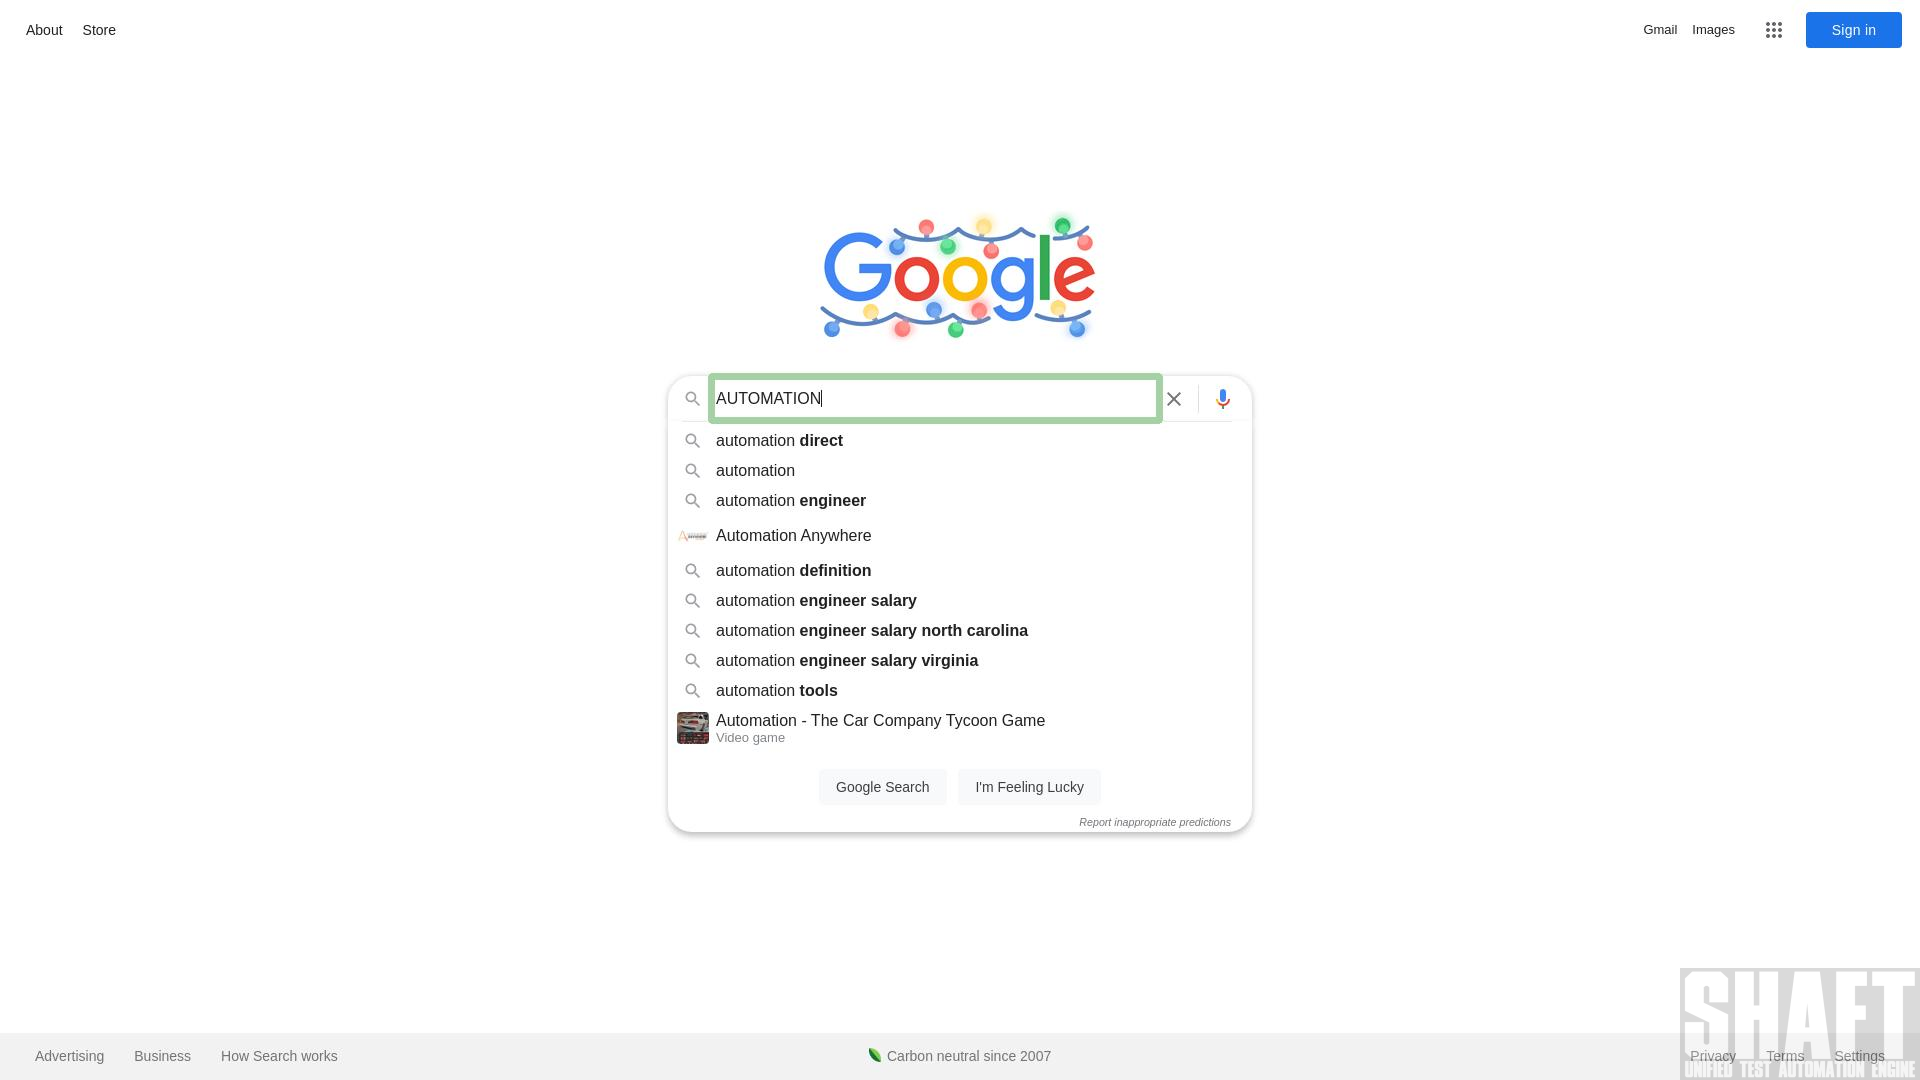 About Store
Gmail Images Sign in
Google
AUTOMATION
automation direct
automation
automation engineer
Automation Anywhere
automation definition
automation engineer salary
automation engineer salary north carolina
automation engineer salary virginia
automation tools
Automation - The Car Company Tycoon Game
Video game
Google Search I'm Feeling Lucky
Report inappropriate predictions
SHAFT
Advertising Business How Search works Carbon neutral since 2007 Privacy Terms Settings
UNIFIED TEST AUTOMATION ENGINE